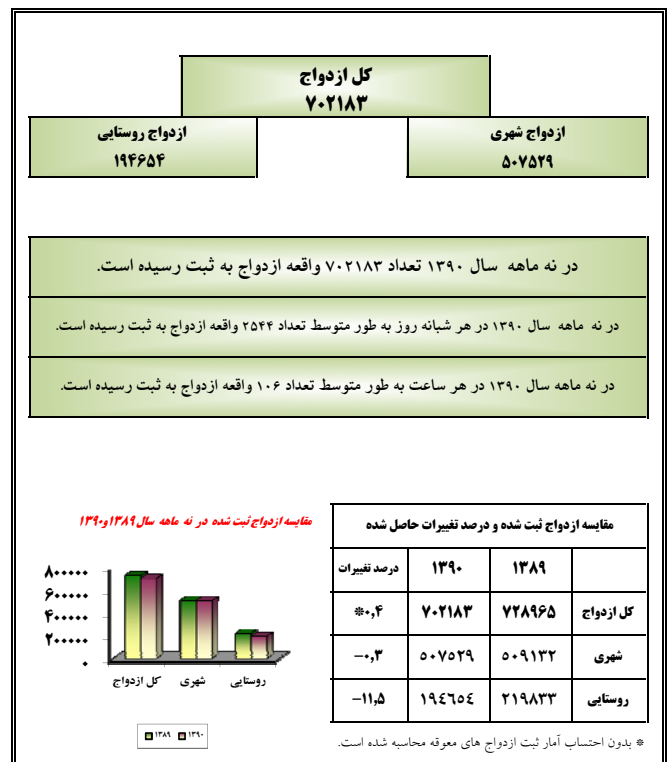 کل ازدواج
۷۰۲۱۸۳
ازدواج شهری
۵۰۷۵۲۹
ازدواج روستایی
۱۹۴۶۵۴
در نه ماهه سال ۱۳۹۰ تعداد ۷۰۲۱۸۳ واقعه ازدواج به ثبت رسیده است.
در نه ماهه سال ۱۳۹۰ در هر شبانه روز به طور متوسط تعداد ۲۵۴۴ واقعه ازدواج به ثبت رسیده است.
در نه ماهه سال ۱۳۹۰ در هر ساعت به طور متوسط تعداد ۱۰۶ واقعه ازدواج به ثبت رسیده است.
مقایسه ازدواج ثبت شده و درصد تغییرات حاصل شده
۱۳۸۹ ۱۳۹۰ درصد تغییرات
کل ازدواج ۷۲۸۹۶۵ ۷۰۲۱۸۳ ۰,۴*
شهری ۵۰۹۱۳۲ ۵۰۷۵۲۹ -۰,۳
روستایی ۲۱۹۸۳۳ ۱۹٤٦٥٤ -۱۱,۵
* بدون احتساب آمار ثبت ازدواج های معوقه محاسبه شده است.
مقایسه ازدواج ثبت شده در نه ماهه سال ۱۳۸۹و۱۳۹۰
۸۰۰۰۰۰
۶۰۰۰۰۰
۴۰۰۰۰۰
۲۰۰۰۰۰
۰
کل ازدواج شهری روستایی
۱۳۸۹ ۱۳۹۰